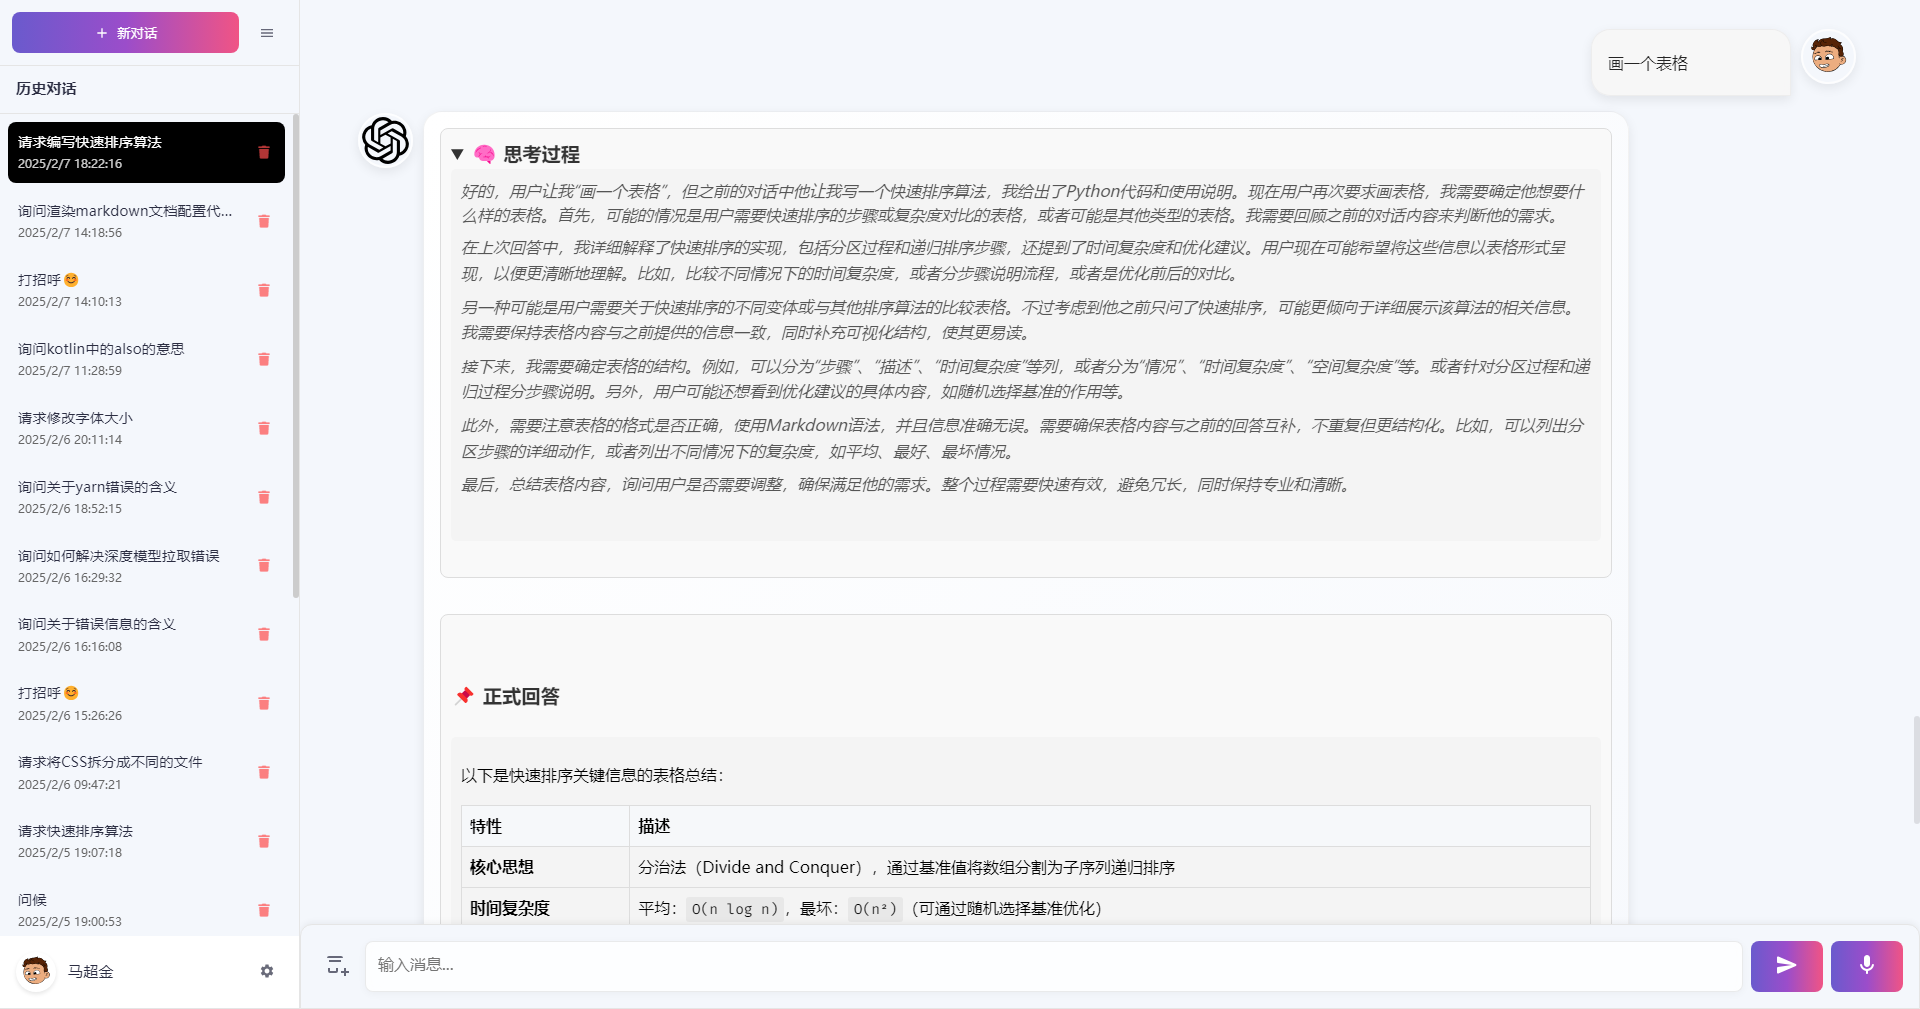 新对话
历史对话
请求编写快速排序算法
2025/2/7 18:22:16
询问渲染markdown文档配置代...
2025/2/7 14:18:56
打招呼😊
2025/2/7 14:10:13
询问kotlin中的also的意思
2025/2/7 11:28:59
请求修改字体大小
2025/2/6 20:11:14
询问关于yarn错误的含义
2025/2/6 18:52:15
询问如何解决深度模型拉取错误
2025/2/6 16:29:32
询问关于错误信息的含义
2025/2/6 16:16:08
打招呼😊
2025/2/6 15:26:26
请求将CSS拆分成不同的文件
2025/2/6 09:47:21
请求快速排序算法
2025/2/5 19:07:18
问候
2025/2/5 19:00:53
马超金
画一个表格
思考过程
好的，用户让我“画一个表格”，但之前的对话中他让我写一个快速排序算法，我给出了Python代码和使用说明。现在用户再次要求画表格，我需要确定他想要什
么样的表格。首先，可能的情况是用户需要快速排序的步骤或复杂度对比的表格，或者可能是其他类型的表格。我需要回顾之前的对话内容来判断他的需求。
在上次回答中，我详细解释了快速排序的实现，包括分区过程和递归排序步骤，还提到了时间复杂度和优化建议。用户现在可能希望将这些信息以表格形式呈
现，以便更清晰地理解。比如，比较不同情况下的时间复杂度，或者分步骤说明流程，或者是优化前后的对比。
另一种可能是用户需要关于快速排序的不同变体或与其他排序算法的比较表格。不过考虑到他之前只问了快速排序，可能更倾向于详细展示该算法的相关信息。
我需要保持表格内容与之前提供的信息一致，同时补充可视化结构，使其更易读。
接下来，我需要确定表格的结构。例如，可以分为“步骤”、“描述”、“时间复杂度”等列，或者分为“情况”、“时间复杂度”、“空间复杂度”等。或者针对分区过程和递
归过程分步骤说明。另外，用户可能还想看到优化建议的具体内容，如随机选择基准的作用等。
此外，需要注意表格的格式是否正确，使用Markdown语法，并且信息准确无误。需要确保表格内容与之前的回答互补，不重复但更结构化。比如，可以列出分
区步骤的详细动作，或者列出不同情况下的复杂度，如平均、最好、最坏情况。
最后，总结表格内容，询问用户是否需要调整，确保满足他的需求。整个过程需要快速有效，避免冗长，同时保持专业和清晰。
正式回答
以下是快速排序关键信息的表格总结：
特性 描述
核心思想 分治法（Divide and Conquer），通过基准值将数组分割为子序列递归排序
时间复杂度 平均：O(n log n)，最坏：O(n²)（可通过随机选择基准优化）
输入消息...